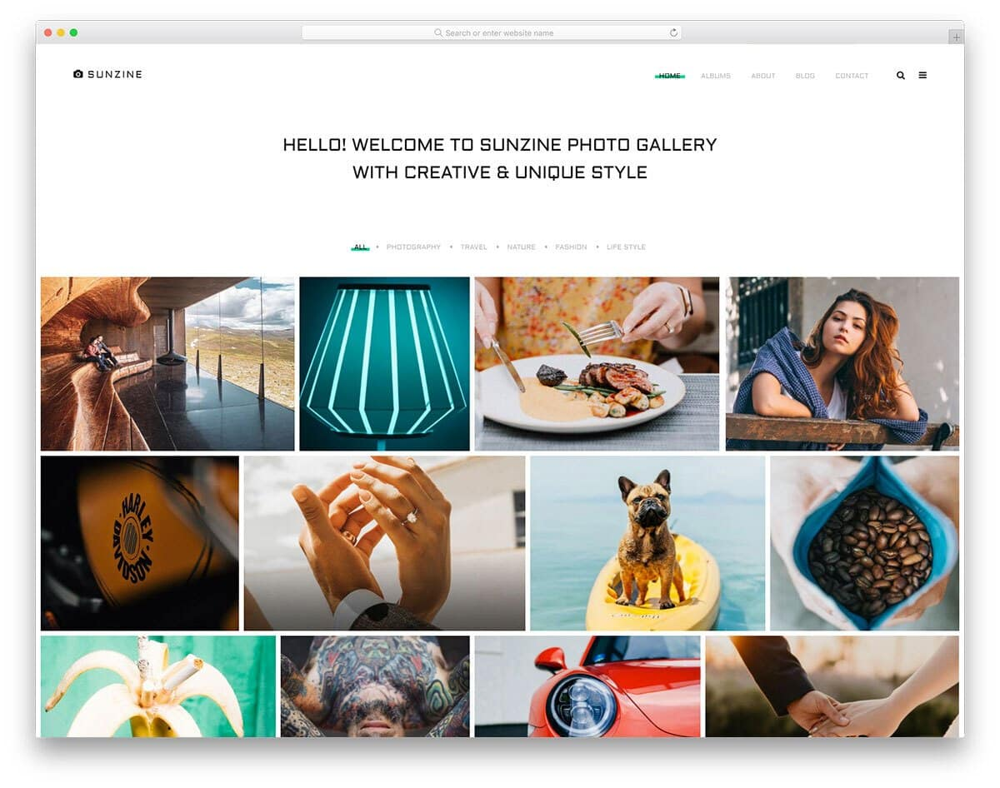 Search or enter website name
SUNZINE
HOME ALBUMS ABOUT BLOG CONTACT
HELLO! WELCOME TO SUNZINE PHOTO GALLERY
WITH CREATIVE & UNIQUE STYLE
ALL • PHOTOGRAPHY • TRAVEL • NATURE • FASHION • LIFE STYLE
HARLEY · DAVIDSON